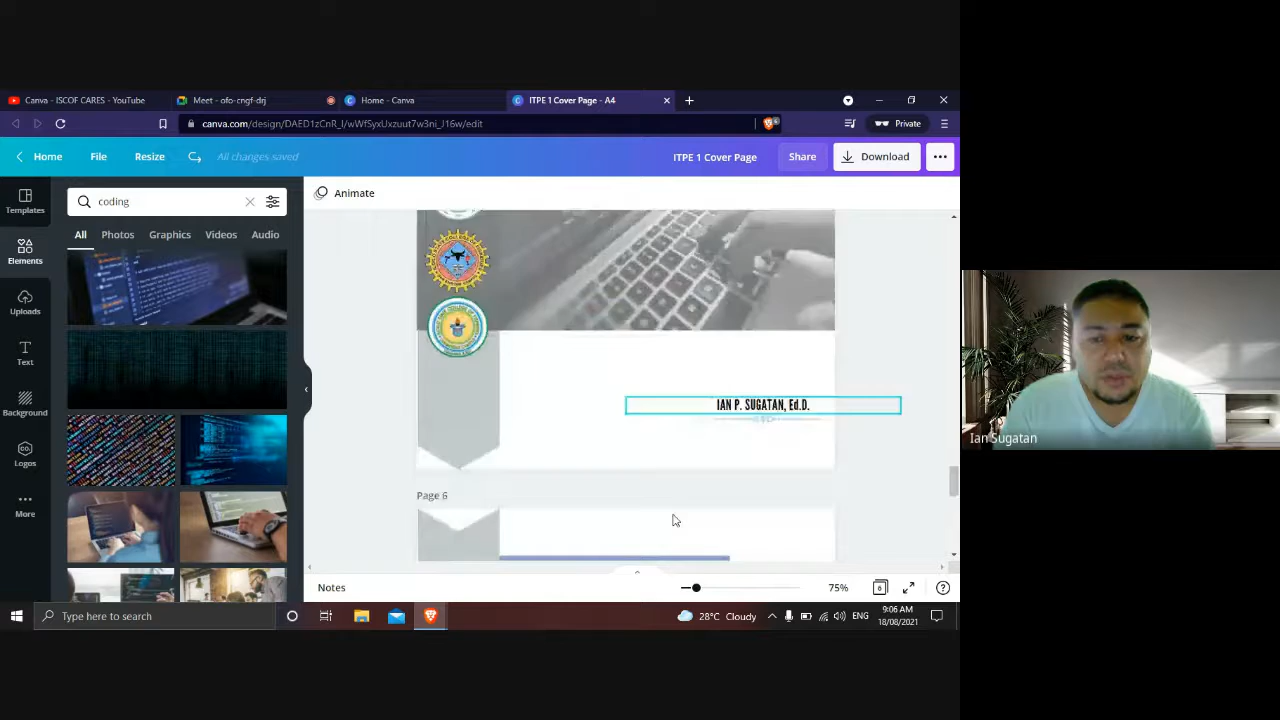 Canva - ISCOF CARES - YouTube
Meet - ofo-cngf-drj
Home - Canva
ITPE 1 Cover Page - A4
canva.com/design/DAED1zCnR_I/wWfSyxUxzuut7w3ni_J16w/edit
Private
Home
File
Resize
All changes saved
ITPE 1 Cover Page
Share
Download
Templates
Elements
Uploads
Text
Background
CO.
Logos
More
coding
All
Photos
Graphics
Videos
Audio
Animate
IAN P. SUGATAN, Ed.D.
Page 6
Notes
75%
6
Ian Sugatan
Type here to search
28°C Cloudy
ENG
9:06 AM
18/08/2021